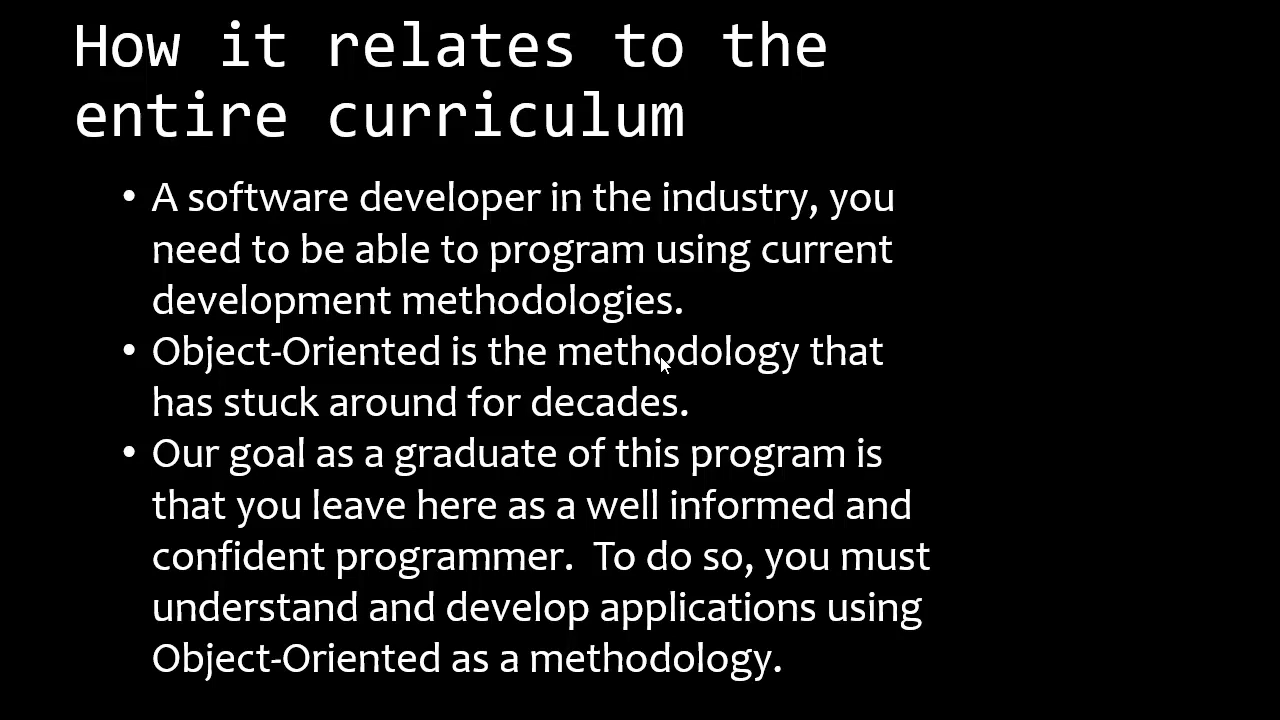 How it relates to the
entire curriculum
• A software developer in the industry, you
need to be able to program using current
development methodologies.
• Object-Oriented is the methodology that
has stuck around for decades.
• Our goal as a graduate of this program is
that you leave here as a well informed and
confident programmer.  To do so, you must
understand and develop applications using
Object-Oriented as a methodology.